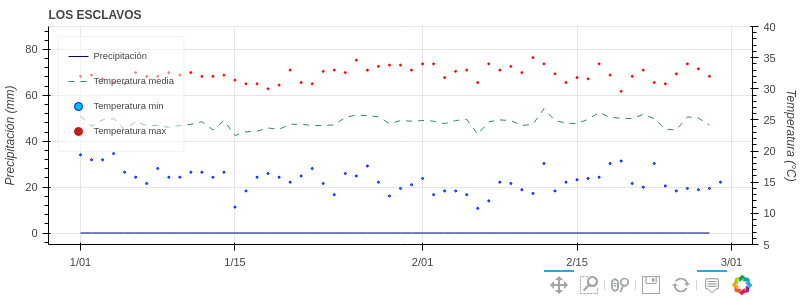 LOS ESCLAVOS
Precipitación
Temperatura media
Temperatura min
Temperatura max
Precipitación (mm)
80
60
40
20
0
Temperatura (°C)
40
35
30
25
20
15
10
5
1/01
1/15
2/01
2/15
3/01